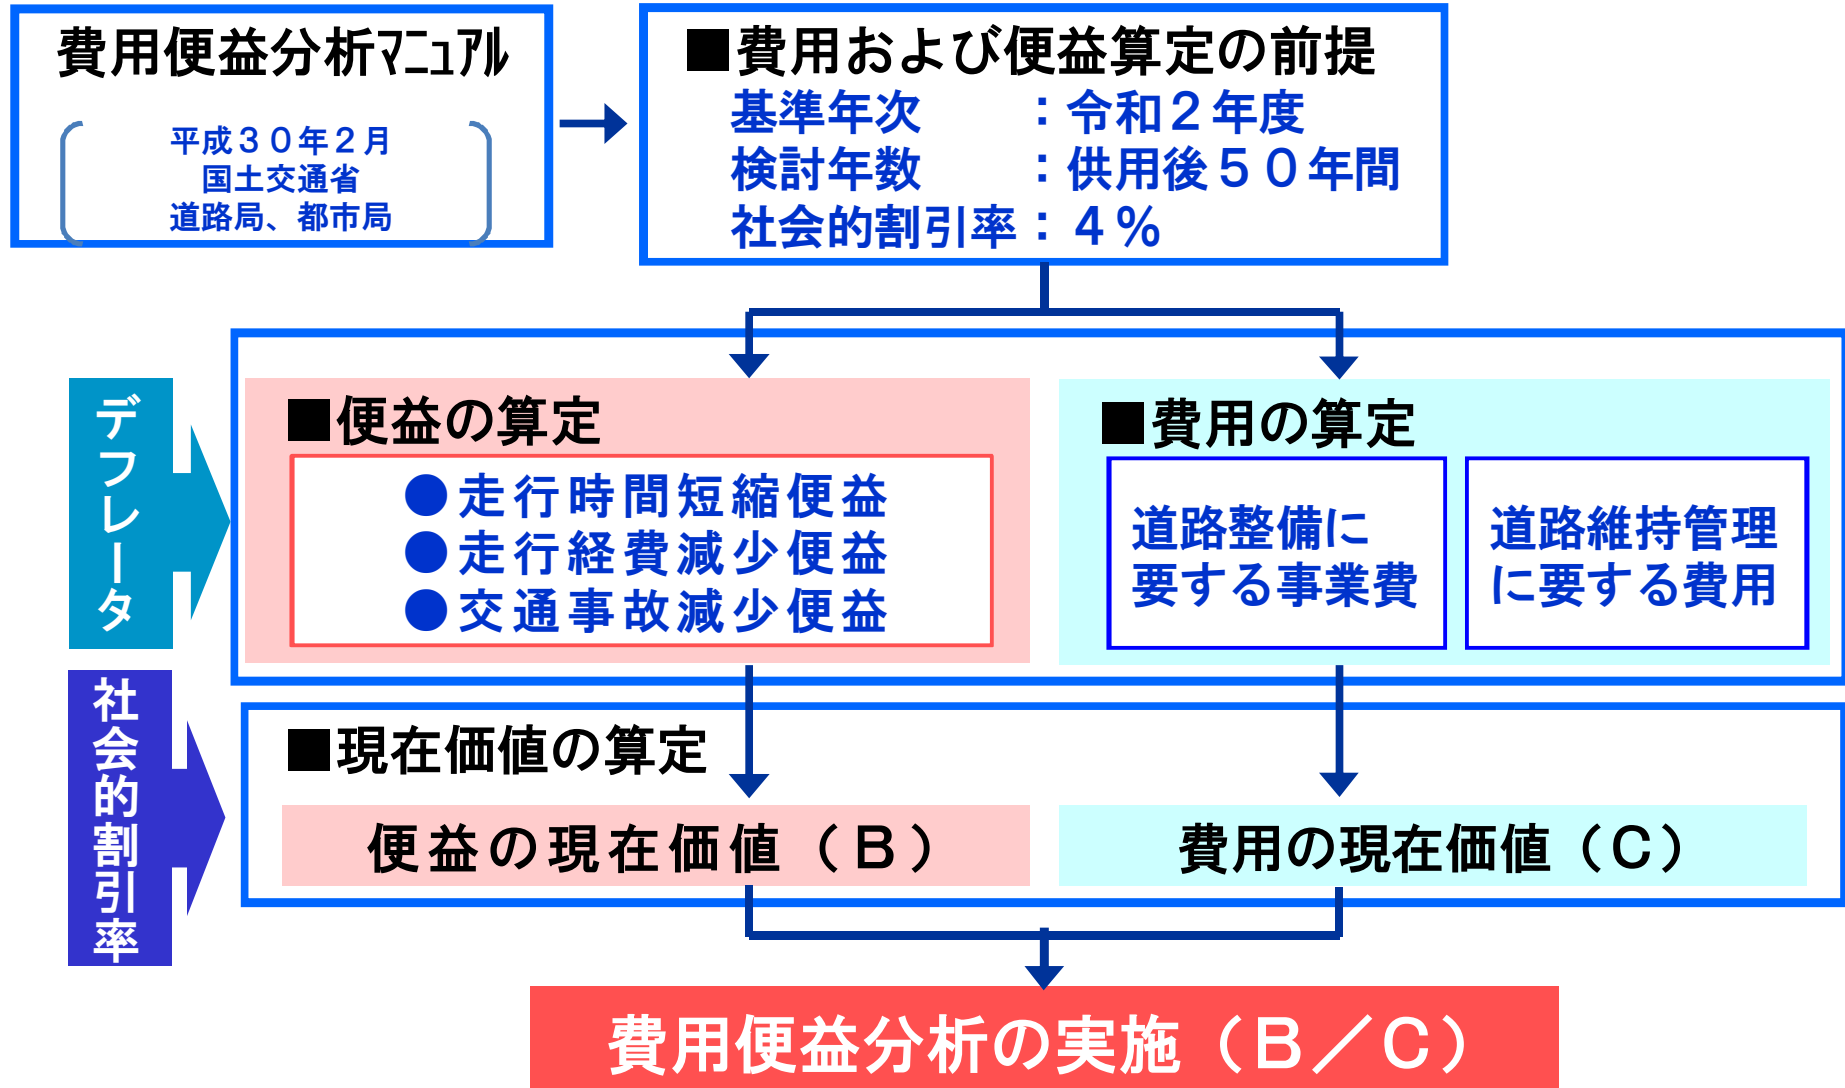 費用便益分析ﾏﾆｭｱﾙ
平成３０年２月
国土交通省
道路局、都市局
■費用および便益算定の前提
基準年次　　：令和２年度
検討年数　　：供用後５０年間
社会的割引率：４％
デフレータ
■便益の算定
●走行時間短縮便益
●走行経費減少便益
●交通事故減少便益
■費用の算定
道路整備に
要する事業費
道路維持管理
に要する費用
社会的割引率
■現在価値の算定
便益の現在価値（Ｂ）
費用の現在価値（Ｃ）
費用便益分析の実施（Ｂ／Ｃ）